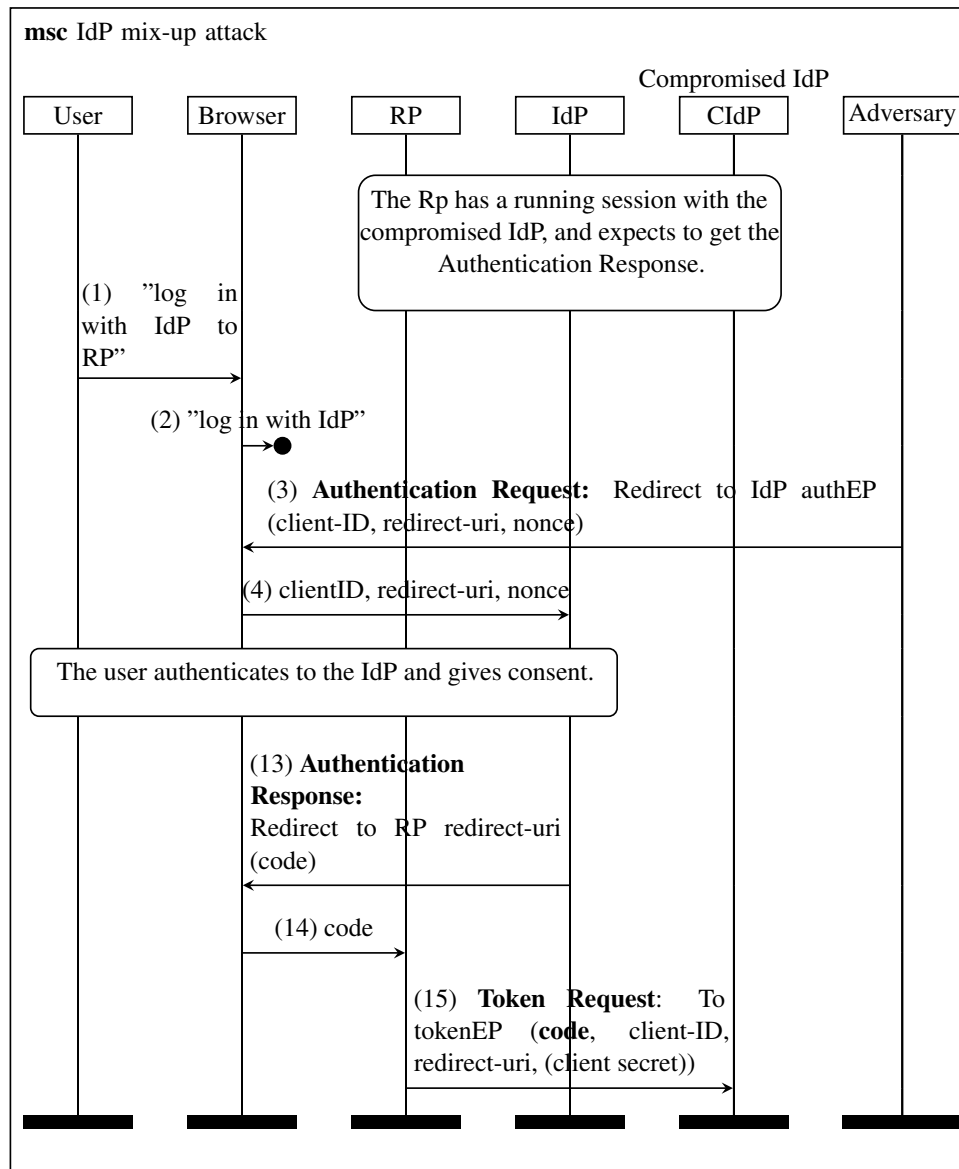 msc IdP mix-up attack
Compromised IdP
User Browser RP IdP CIdP Adversary
The Rp has a running session with the
compromised IdP, and expects to get the
Authentication Response.
(1) ”log in
with IdP to
RP”
(2) ”log in with IdP”
(3) Authentication Request: Redirect to IdP authEP
(client-ID, redirect-uri, nonce)
(4) clientID, redirect-uri, nonce
The user authenticates to the IdP and gives consent.
(13) Authentication
Response:
Redirect to RP redirect-uri
(code)
(14) code
(15) Token Request: To
tokenEP (code, client-ID,
redirect-uri, (client secret))